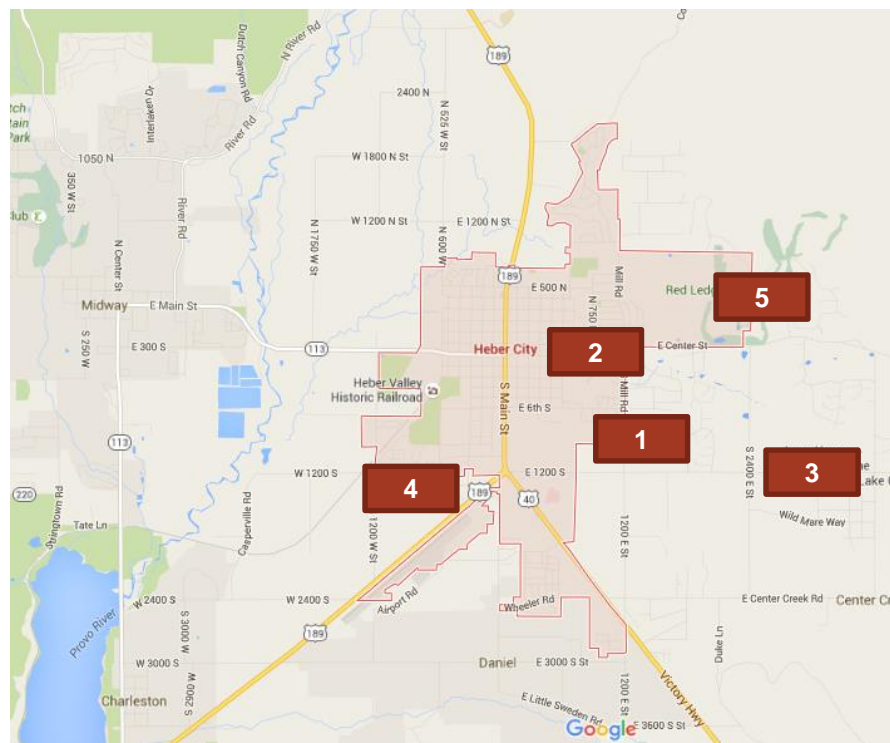 Dutch Canyon Rd
N River Rd
Interlaken Dr
River Rd
1050 N
350 W St
Club
River Rd
N Center St
Midway
E Main St
S 250 W
E 300 S
113
113
220
Tate Ln
Casperville Rd
Provo River
W 2400 S
S 3000 W
W 3000 S
S 2900 W
Charleston
189
2400 N
N 525 W St
W 1800 N St
W 1200 N St
E 1200 N St
N 1750 W St
N 600 W
189
E 500 N
Mill Rd
N 750
Red Led
5
Heber City
2
E Center St
Heber Valley
Historic Railroad
S Main St
E 6th S
Mill Rd
1
W 1200 S
4
189
E 1200 S
40
S 2400 E St
3
Lake
Wild Mare Way
1200 W St
1200 E St
W 2400 S
Airport Rd
Wheeler Rd
E Center Creek Rd
Center Cr
189
Daniel
E 3000 S St
1200 E St
Duke Ln
Victory Hwy
E Little Sweden Rd
E 3600 S St
Google